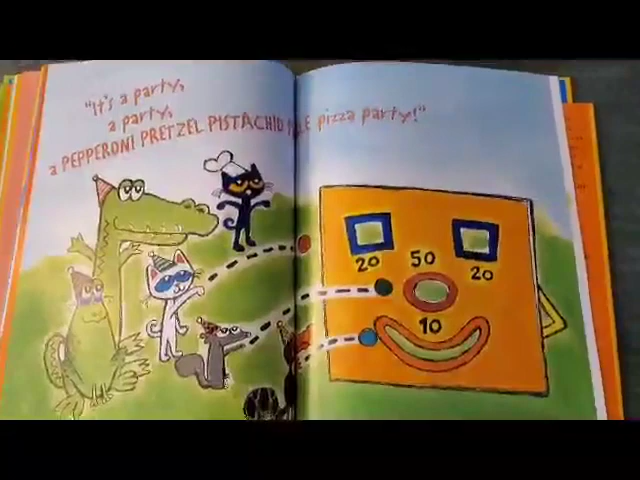 "It's a party,
a party,
a PEPPERONI PRETZEL PISTACHIO pizza party!"
20
50
20
10